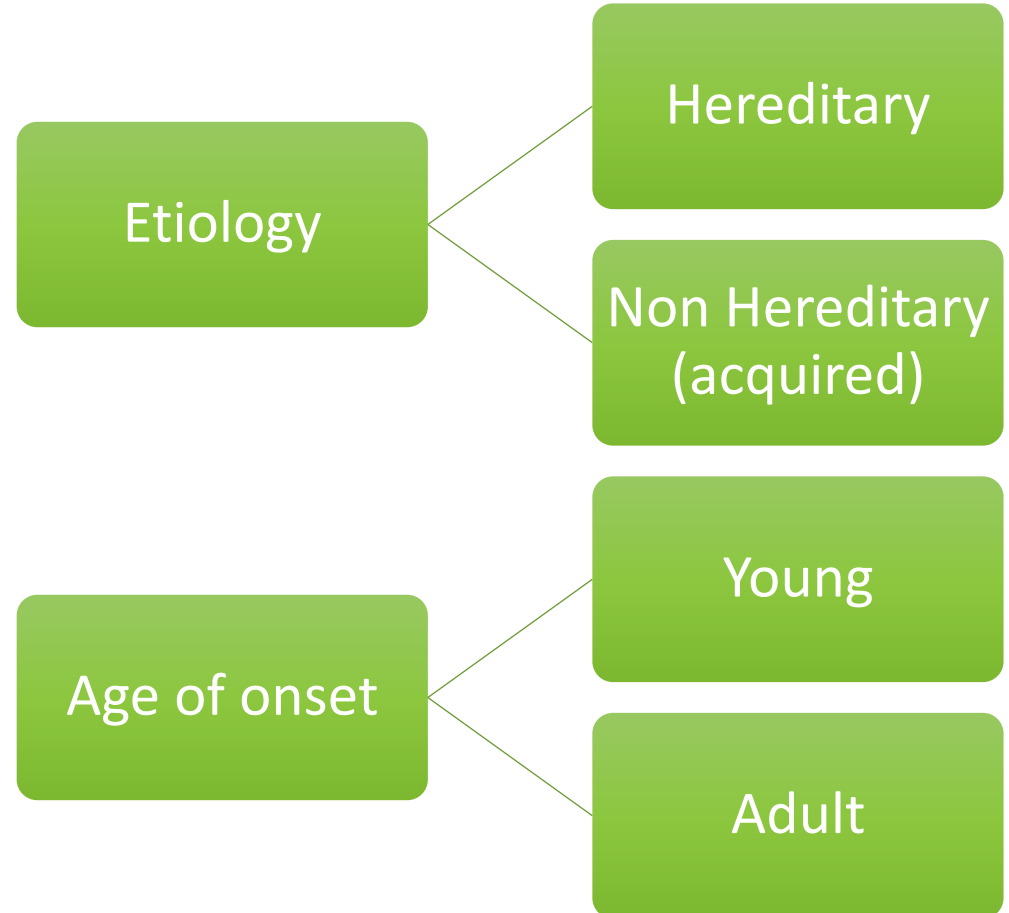 Etiology
Hereditary
Non Hereditary
(acquired)
Age of onset
Young
Adult